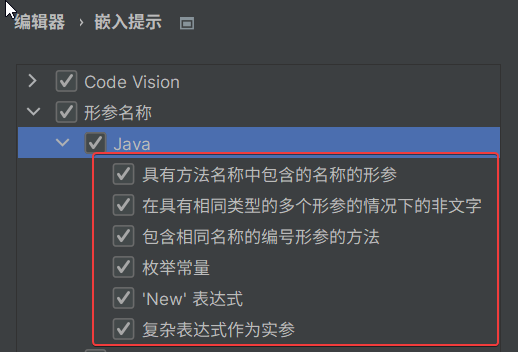 编辑器 › 嵌入提示
Code Vision
形参名称
Java
具有方法名称中包含的名称的形参
在具有相同类型的多个形参的情况下的非文字
包含相同名称的编号形参的方法
枚举常量
'New' 表达式
复杂表达式作为实参